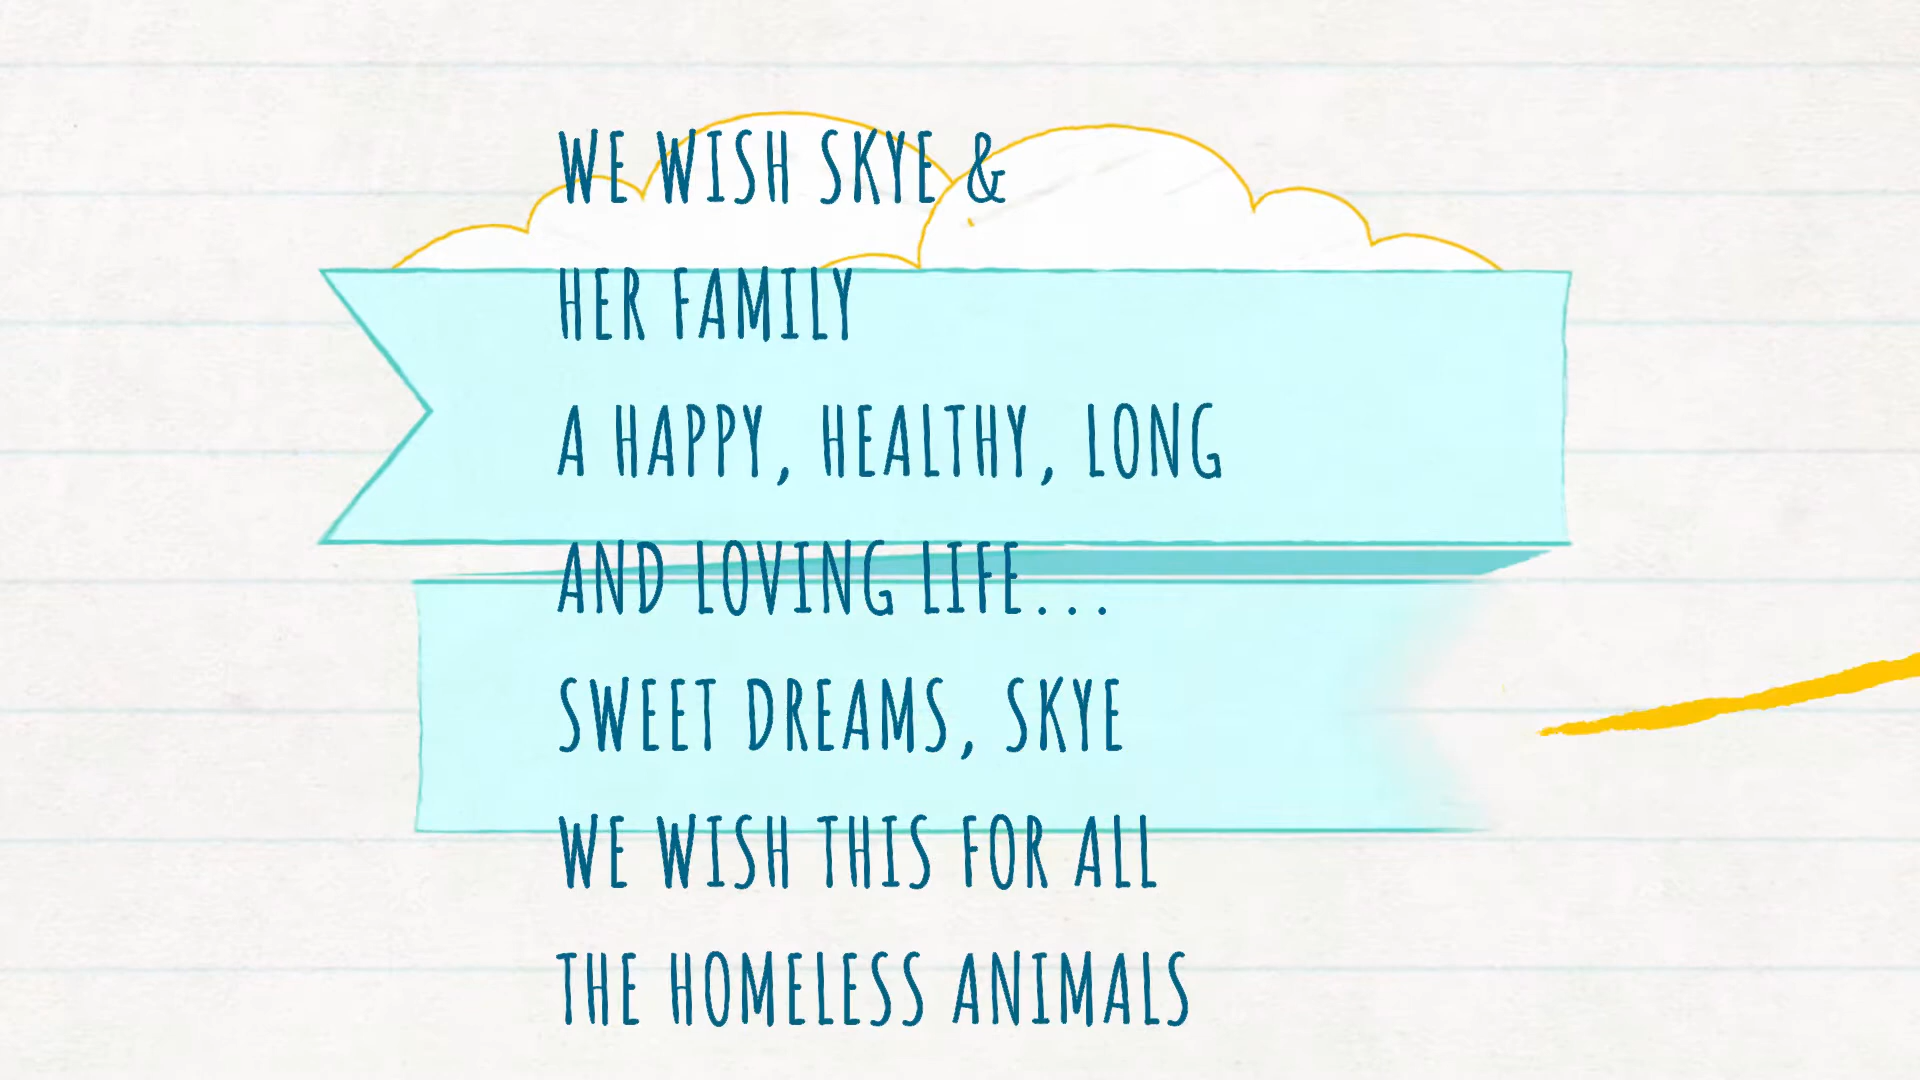 WE WISH SKYE &
HER FAMILY
A HAPPY, HEALTHY, LONG
AND LOVING LIFE...
SWEET DREAMS, SKYE
WE WISH THIS FOR ALL
THE HOMELESS ANIMALS